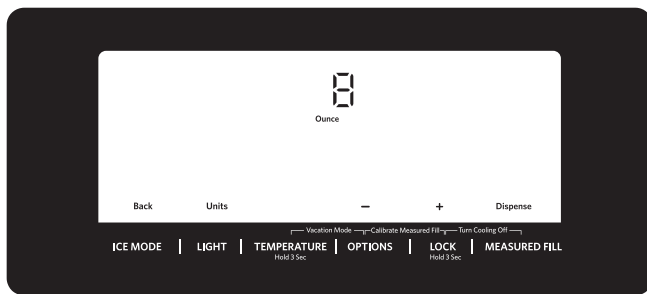 8
Ounce
Back Units − + Dispense
Vacation Mode Calibrate Measured Fill Turn Cooling Off
ICE MODE LIGHT TEMPERATURE OPTIONS LOCK MEASURED FILL
Hold 3 Sec Hold 3 Sec